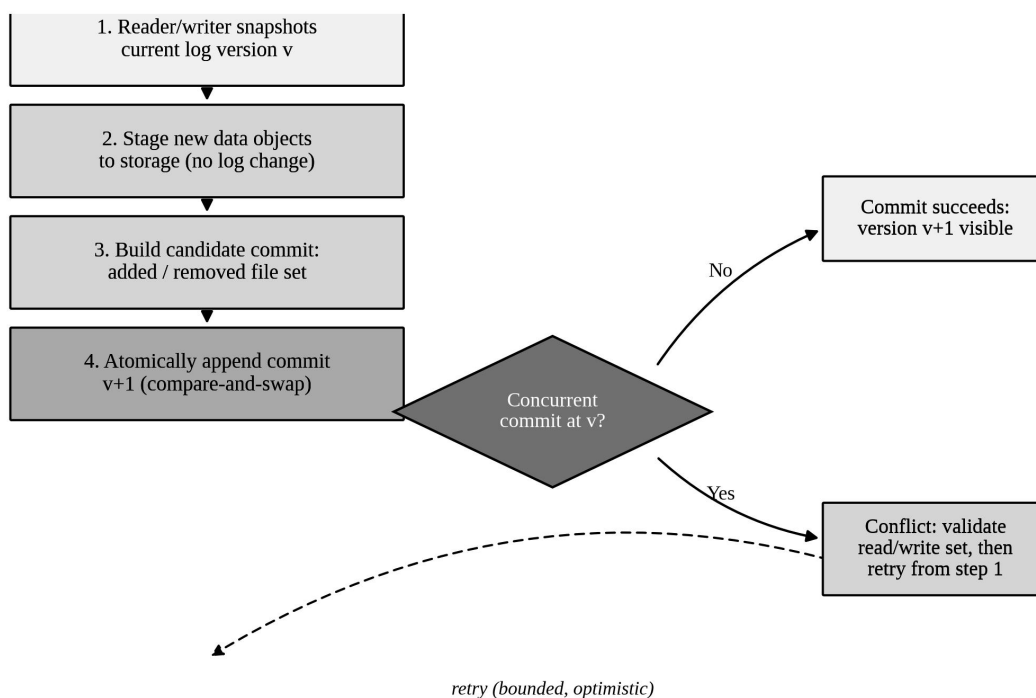 1. Reader/writer snapshots
current log version v
2. Stage new data objects
to storage (no log change)
3. Build candidate commit:
added / removed file set
4. Atomically append commit
v+1 (compare-and-swap)
Concurrent
commit at v?
No
Commit succeeds:
version v+1 visible
Yes
Conflict: validate
read/write set, then
retry from step 1
retry (bounded, optimistic)